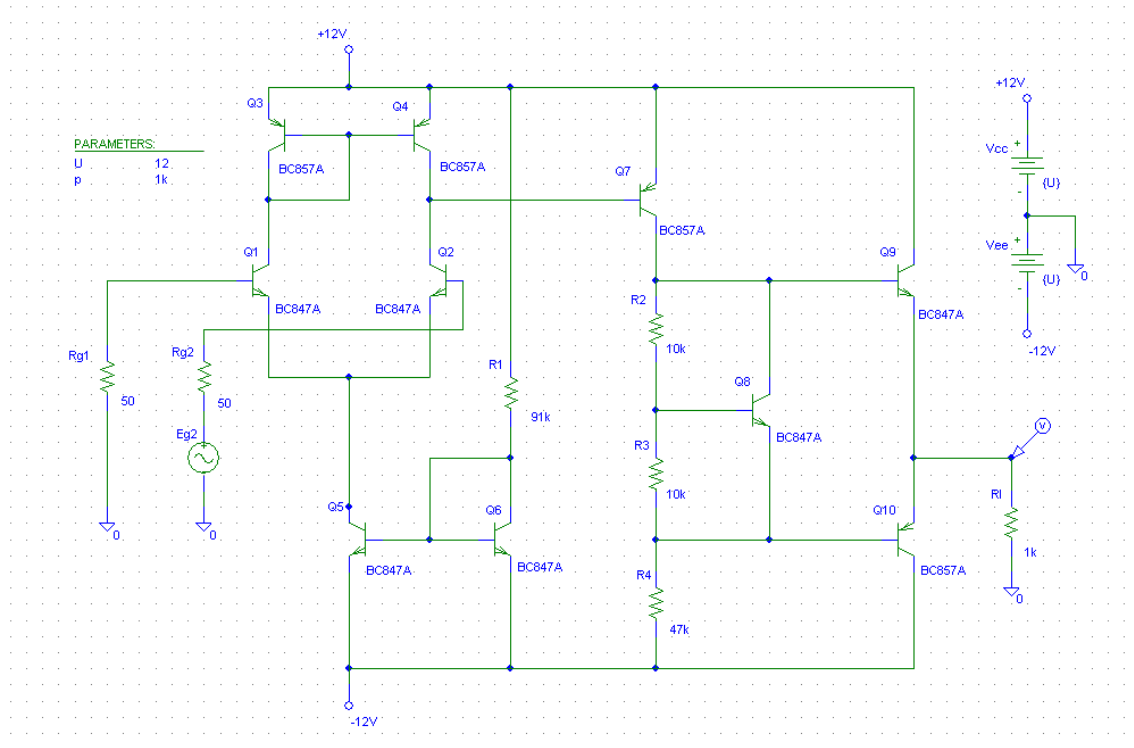 +12V
Q3
Q4
+12V
PARAMETERS:
U 12
p 1k
BC857A
BC857A
Vcc
+
{U}
-
Q7
BC857A
Q1
Q2
Q9
Vee
+
{U}
-
0
BC847A
BC847A
R2
BC847A
10k
-12V
Rg1
Rg2
50
50
R1
91k
Q8
BC847A
V
Eg2
+
R3
10k
Q5
Q6
Q10
Rl
0
0
BC847A
BC847A
BC857A
1k
R4
47k
0
-12V